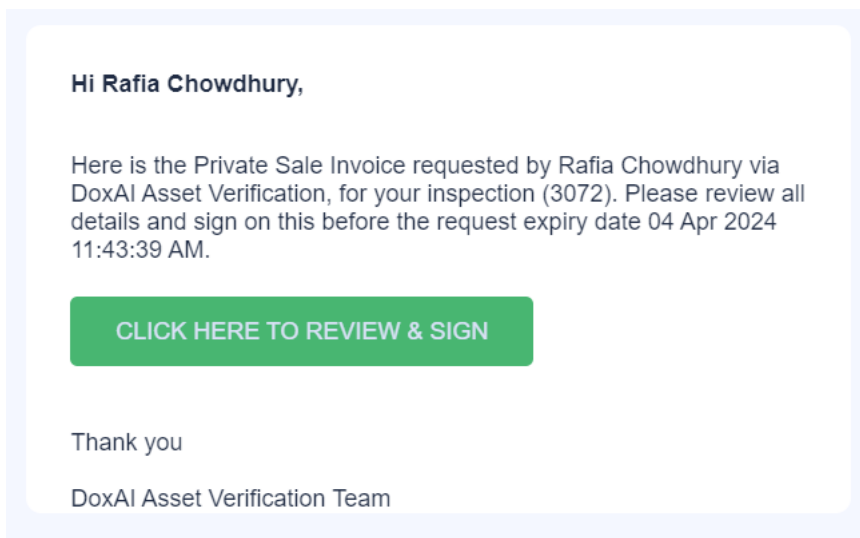 Hi Rafia Chowdhury,
Here is the Private Sale Invoice requested by Rafia Chowdhury via
DoxAI Asset Verification, for your inspection (3072). Please review all
details and sign on this before the request expiry date 04 Apr 2024
11:43:39 AM.
CLICK HERE TO REVIEW & SIGN
Thank you
DoxAI Asset Verification Team